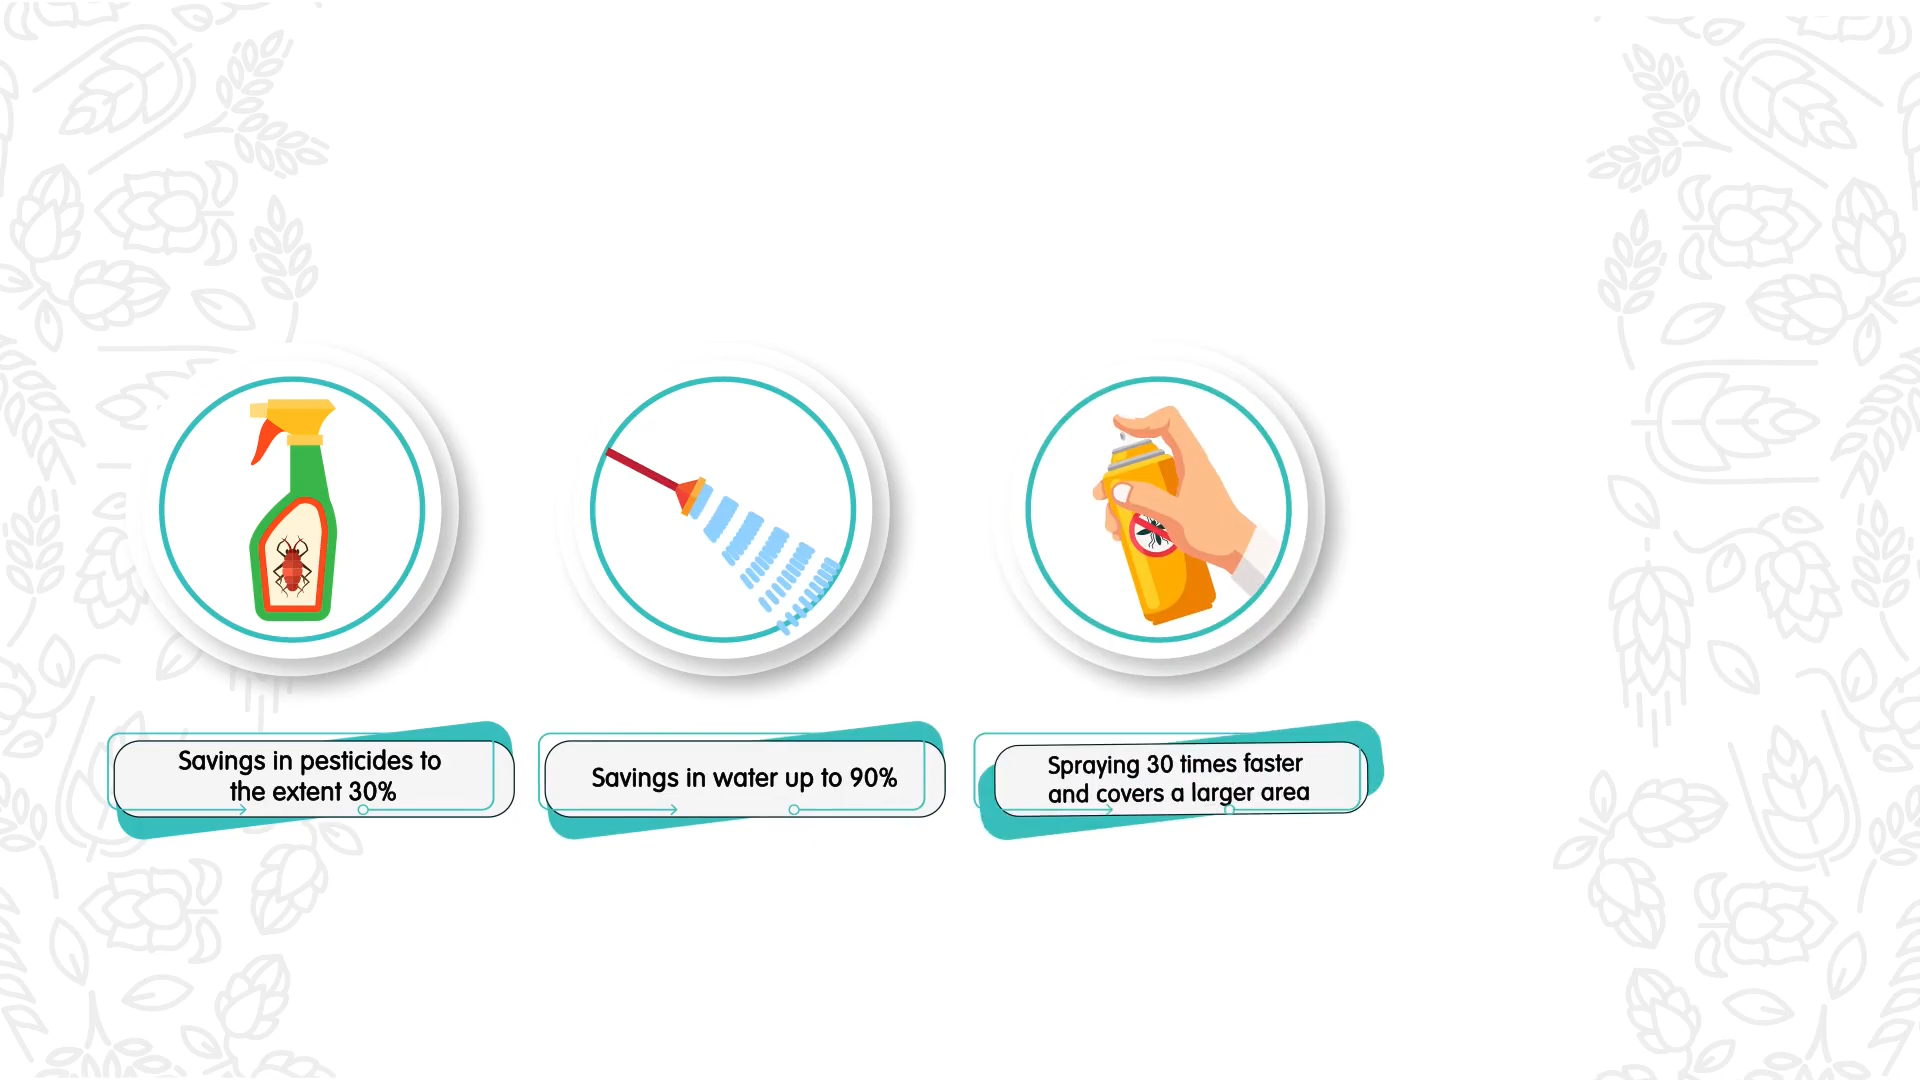 Savings in pesticides to
the extent 30%
Savings in water up to 90%
Spraying 30 times faster
and covers a larger area